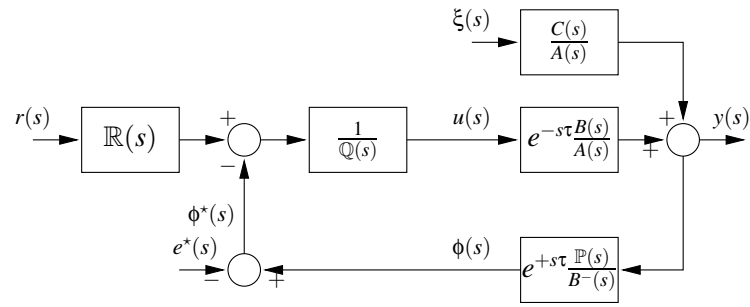 ξ(s)
C(s)/A(s)
r(s)
ℝ(s)
+
−
1/ℚ(s)
u(s)
e^{−sτ} B(s)/A(s)
+
+
y(s)
ϕ⋆(s)
e⋆(s)
−
+
ϕ(s)
e^{+sτ} ℙ(s)/B^−(s)